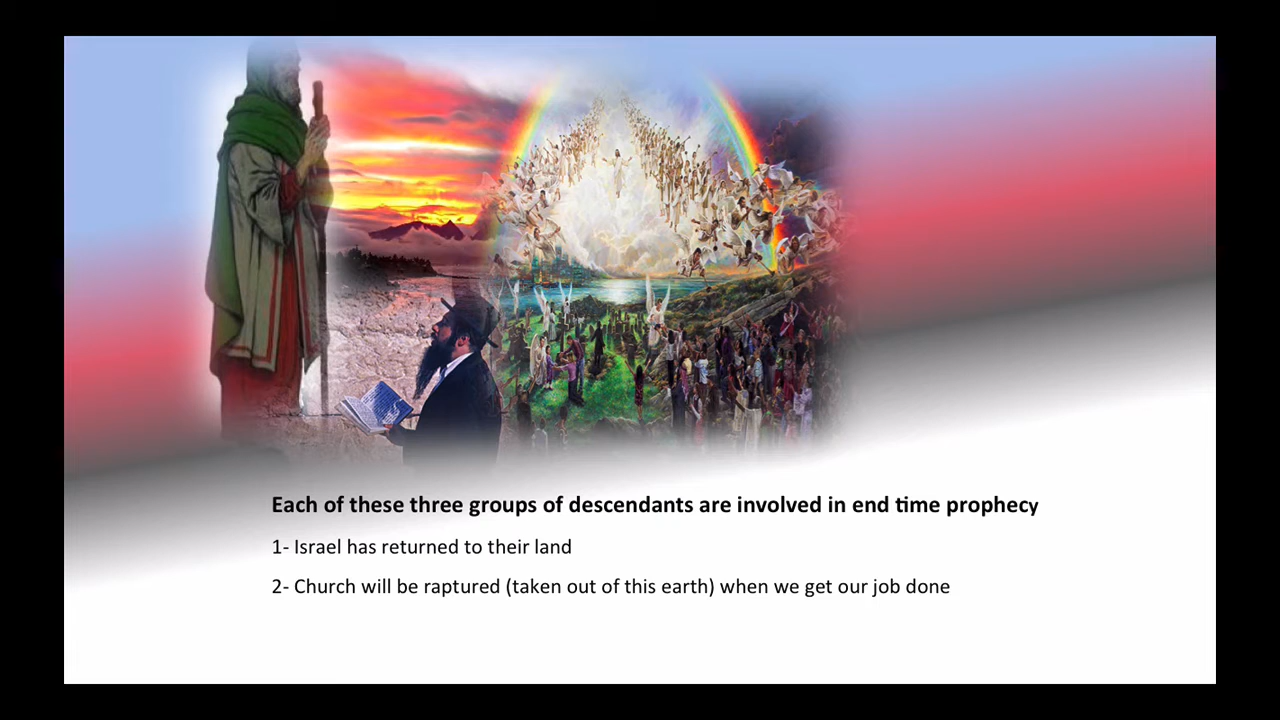 Each of these three groups of descendants are involved in end time prophecy
1- Israel has returned to their land
2- Church will be raptured (taken out of this earth) when we get our job done